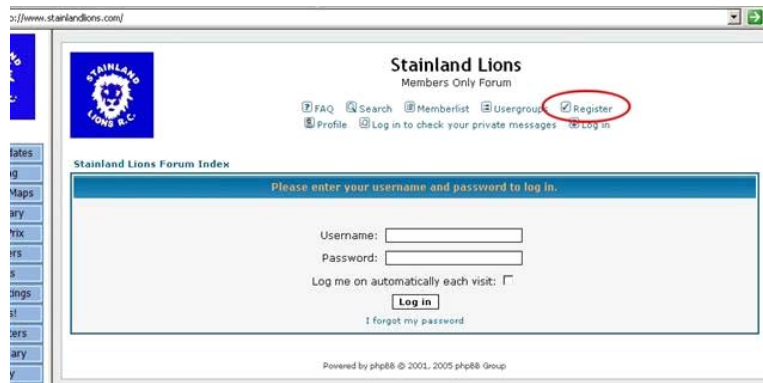 p://www.stainlandlions.com/
STAINLAND
LIONS R.C.
Stainland Lions
Members Only Forum
FAQ Search Memberlist Usergroups Register
Profile Log in to check your private messages Log in
Stainland Lions Forum Index
Please enter your username and password to log in.
Username:
Password:
Log me on automatically each visit:
Log in
I forgot my password
Powered by phpBB © 2001, 2005 phpBB Group
dates
g
Maps
ary
Prix
ers
s
ings
s!
ters
ary
y